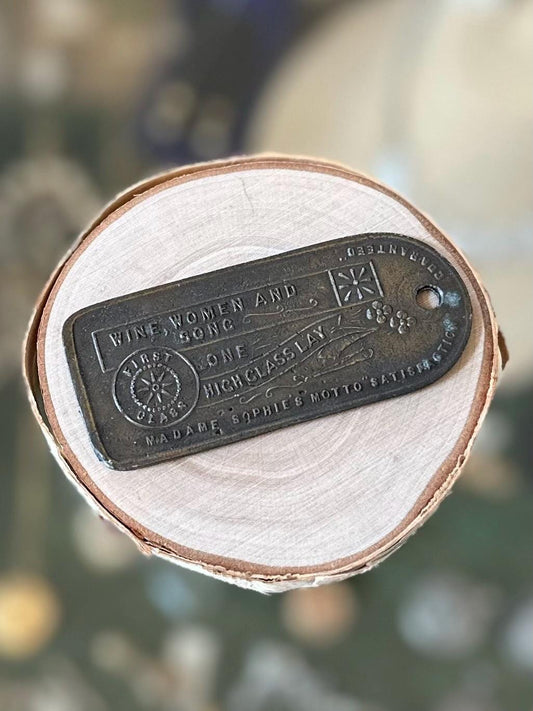 WINE, WOMEN AND
SONG
FIRST
CLASS
ONE
HIGH CLASS LAY
MADAME SOPHIE'S MOTTO SATISFACTION
GUARANTEED